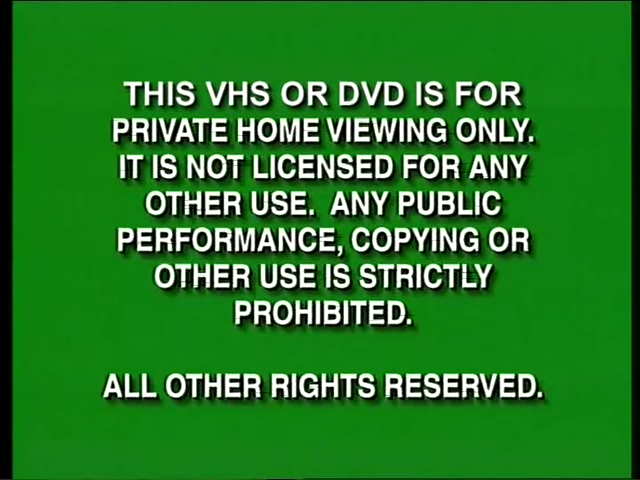 THIS VHS OR DVD IS FOR
PRIVATE HOME VIEWING ONLY.
IT IS NOT LICENSED FOR ANY
OTHER USE.  ANY PUBLIC
PERFORMANCE, COPYING OR
OTHER USE IS STRICTLY
PROHIBITED.
ALL OTHER RIGHTS RESERVED.